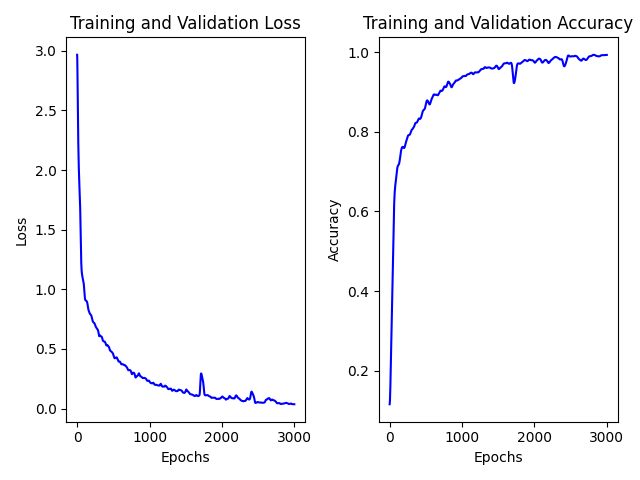 Training and Validation Loss
3.0
2.5
2.0
1.5
1.0
0.5
0.0
Loss
0 1000 2000 3000
Epochs
Training and Validation Accuracy
1.0
0.8
0.6
0.4
0.2
Accuracy
0 1000 2000 3000
Epochs